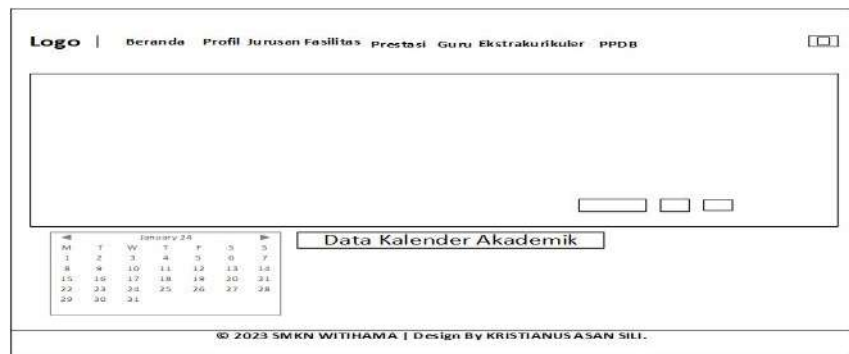 Logo | Beranda Profil Jurusan Fasilitas Prestasi Guru Ekstrakurikuler PPDB
January 24
M T W T F S S
1 2 3 4 5 6 7
8 9 10 11 12 13 14
15 16 17 18 19 20 21
22 23 24 25 26 27 28
29 30 31
Data Kalender Akademik
© 2023 SMKN WITIHAMA | Design By KRISTIANUS ASAN SILI.